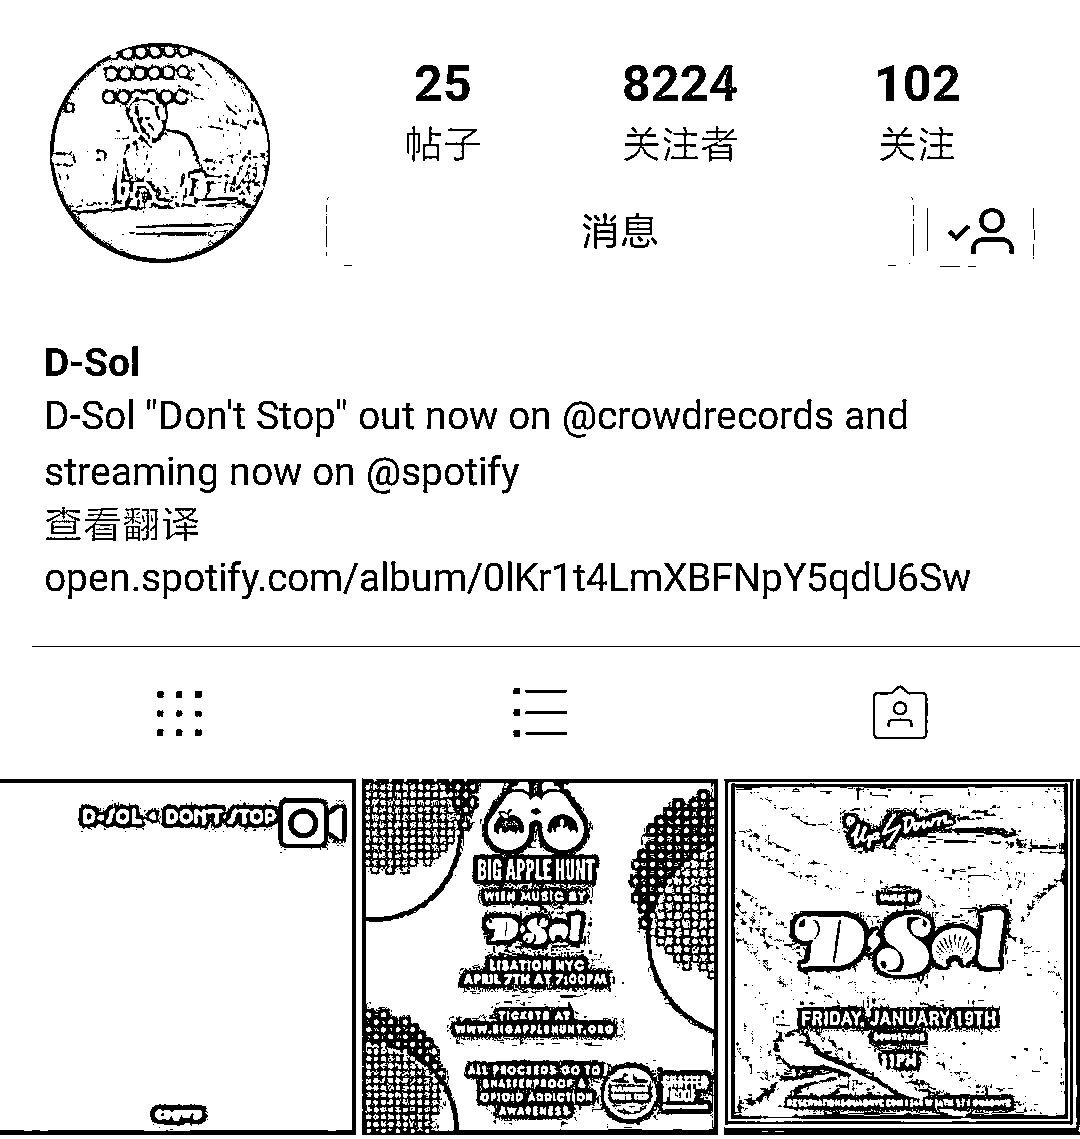 25 8224 102
帖子 关注者 关注
消息
D-Sol
D-Sol "Don't Stop" out now on @crowdrecords and
streaming now on @spotify
查看翻译
open.spotify.com/album/0lKr1t4LmXBFNpY5qdU6Sw
D-SOL • DON'T STOP
BIG APPLE HUNT
WITH MUSIC BY
D-Sol
LIBATION NYC
APRIL 7TH AT 7:00PM
TICKETS AT
WWW.BIGAPPLEHUNT.ORG
ALL PROCEEDS GO TO
SHATTERPROOF &
OPIOID ADDICTION
AWARENESS
Up & Down
D-Sol
FRIDAY, JANUARY 19TH
11PM